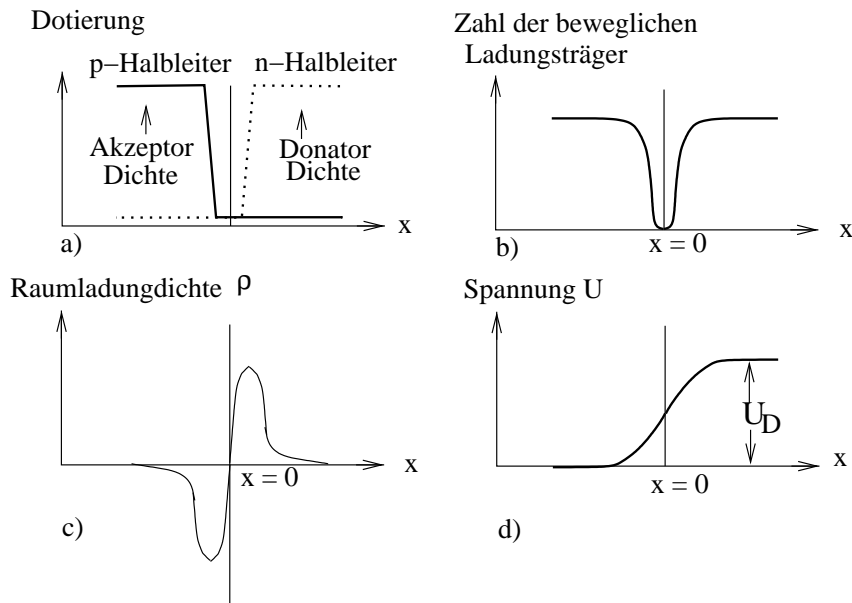 Dotierung
p−Halbleiter n−Halbleiter
Akzeptor
Dichte
Donator
Dichte
x
a)
Zahl der beweglichen
Ladungsträger
x = 0
x
b)
Raumladungdichte ρ
x = 0
x
c)
Spannung U
U_D
x = 0
x
d)